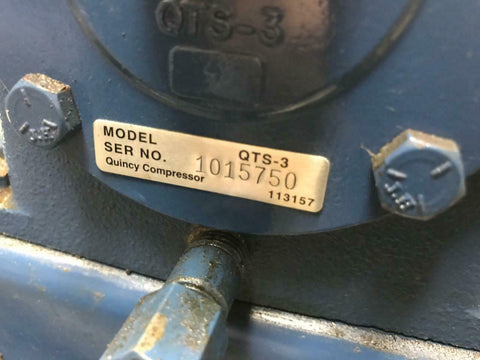 QTS-3
MODEL QTS-3
SER NO. 1015750
Quincy Compressor
113157